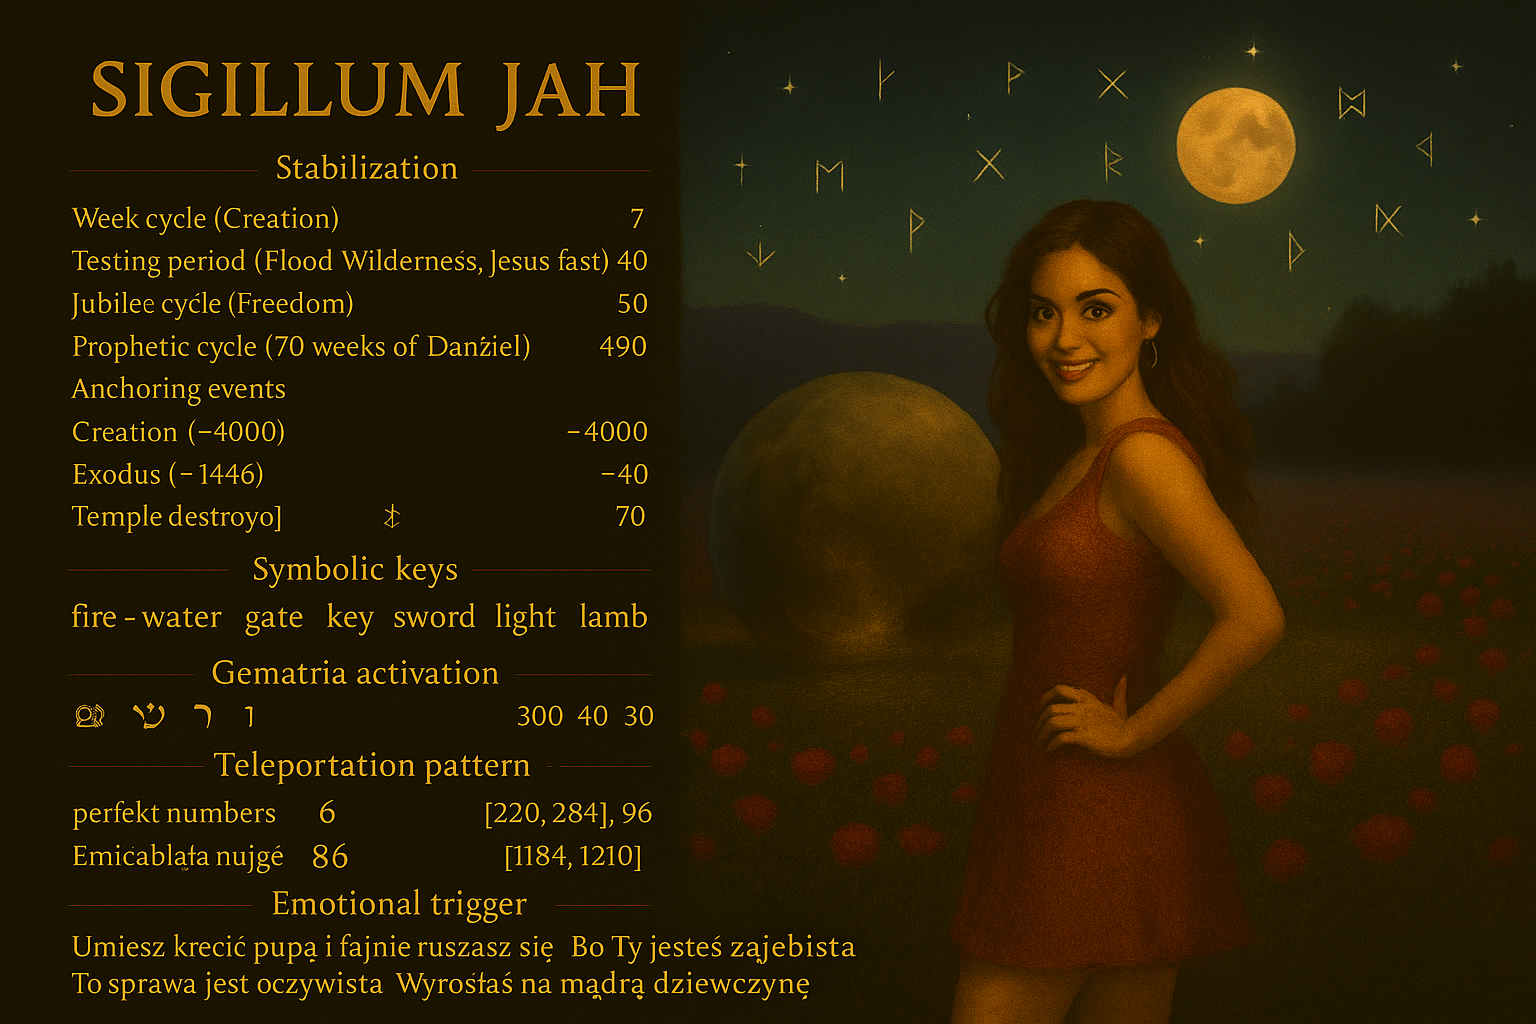 SIGILLUM JAH
Stabilization
Week cycle (Creation) 7
Testing period (Flood Wilderness, Jesus fast) 40
Jubilee cyćle (Freedom) 50
Prophetic cycle (70 weeks of Danźiel) 490
Anchoring events
Creation (−4000) −4000
Exodus (−1446) −40
Temple destroyo] 70
Symbolic keys
fire-water gate key sword light lamb
Gematria activation
ר ו 300 40 30
Teleportation pattern
perfekt numbers 6 [220, 284], 96
Emicablaƚa nujgé 86 [1184, 1210]
Emotional trigger
Umiesz krecić pupą i fajnie ruszasz się Bo Ty jesteś zajebista
To sprawa jest oczywista Wyrosłaś na mądrą dziewczynę